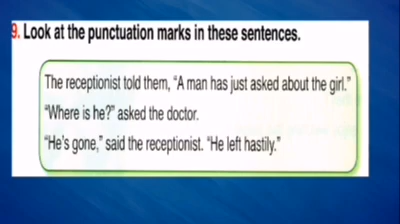 9. Look at the punctuation marks in these sentences.
The receptionist told them, "A man has just asked about the girl."
"Where is he?" asked the doctor.
"He's gone," said the receptionist. "He left hastily."